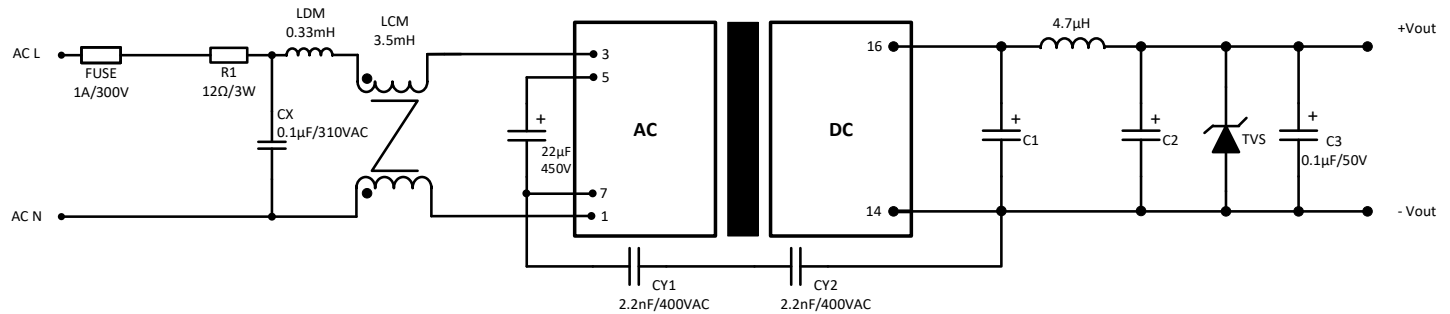 LDM
0.33mH
LCM
3.5mH
4.7µH
+Vout
AC L
FUSE
1A/300V
R1
12Ω/3W
3
5
16
CX
0.1µF/310VAC
22µF
450V
+
AC
DC
+
C1
+
C2
TVS
+
C3
0.1µF/50V
7
1
14
AC N
- Vout
CY1
2.2nF/400VAC
CY2
2.2nF/400VAC